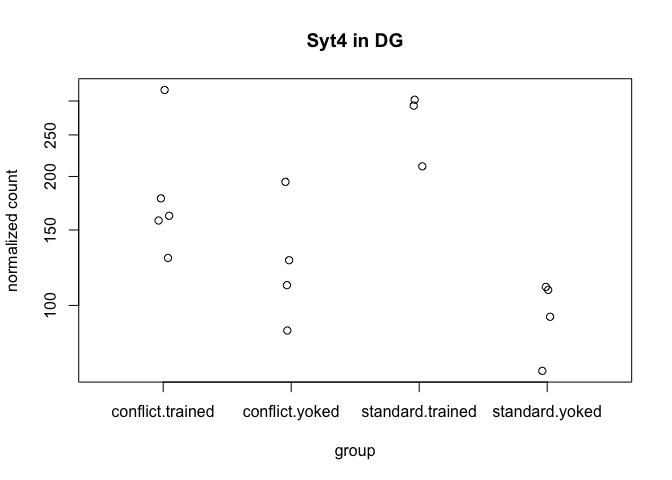 Syt4 in DG
normalized count
250
200
150
100
conflict.trained
conflict.yoked
standard.trained
standard.yoked
group